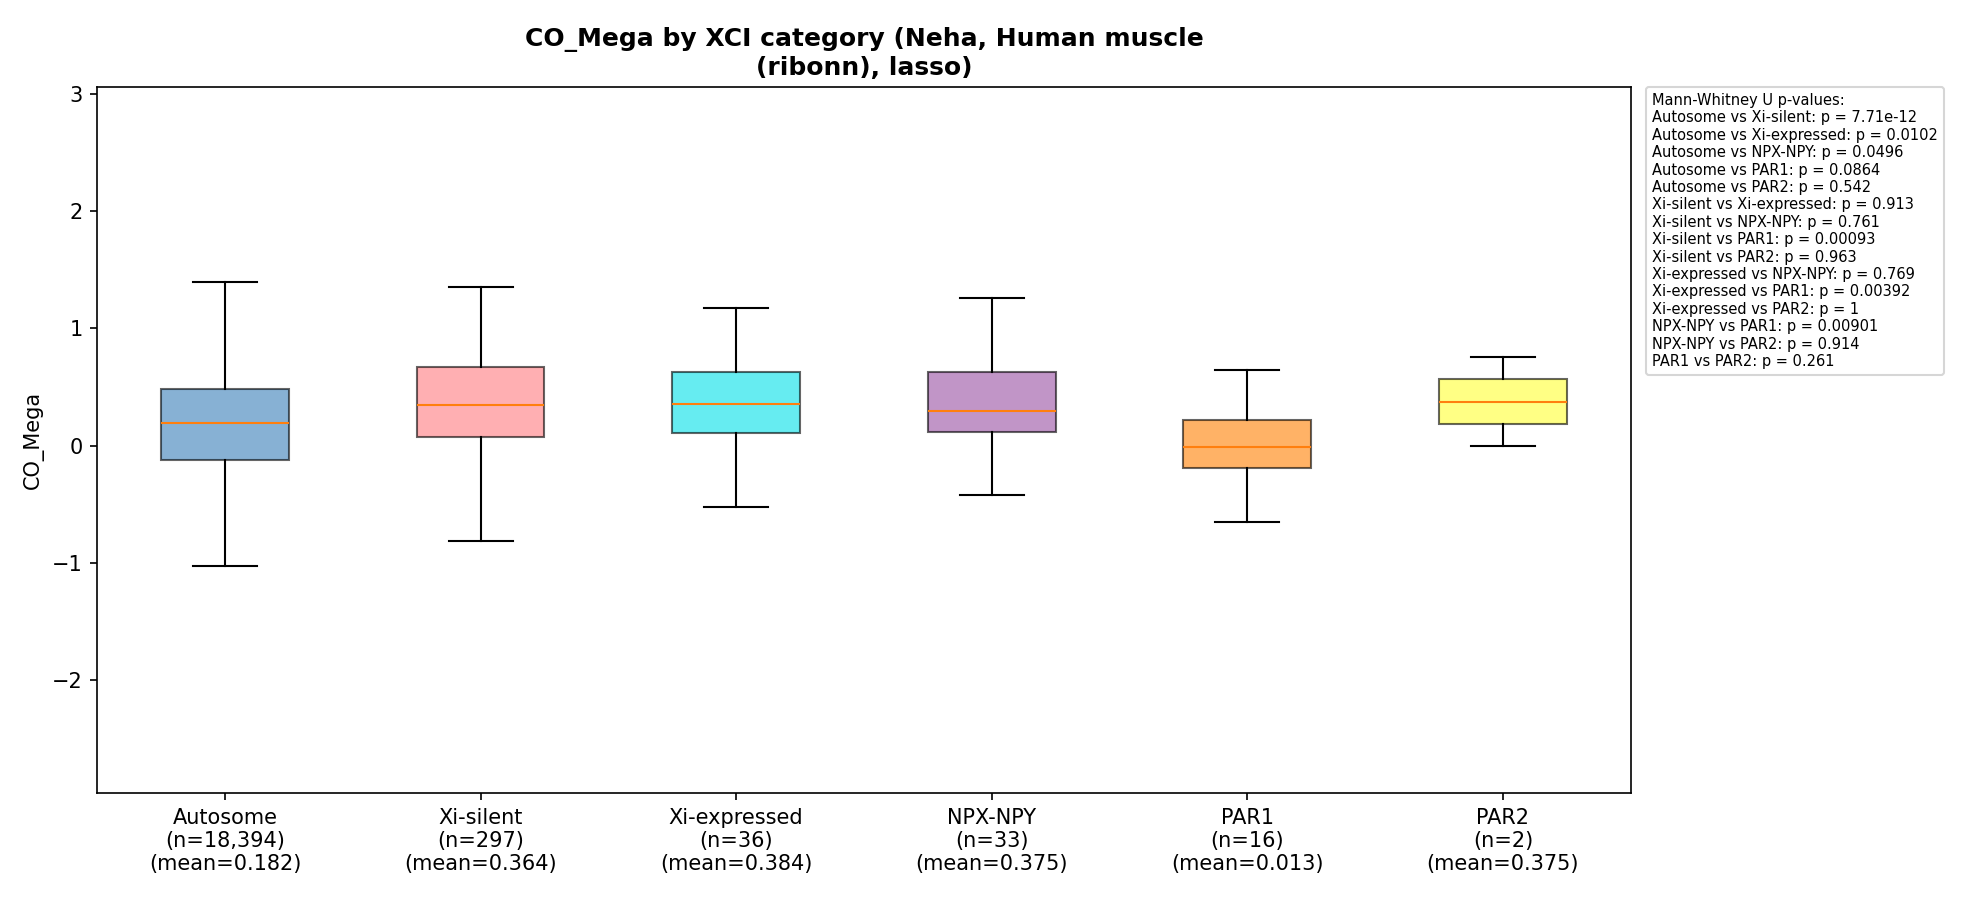 CO_Mega by XCI category (Neha, Human muscle
(ribonn), lasso)
CO_Mega
3
2
1
0
−1
−2
Autosome
(n=18,394)
(mean=0.182)
Xi-silent
(n=297)
(mean=0.364)
Xi-expressed
(n=36)
(mean=0.384)
NPX-NPY
(n=33)
(mean=0.375)
PAR1
(n=16)
(mean=0.013)
PAR2
(n=2)
(mean=0.375)
Mann-Whitney U p-values:
Autosome vs Xi-silent: p = 7.71e-12
Autosome vs Xi-expressed: p = 0.0102
Autosome vs NPX-NPY: p = 0.0496
Autosome vs PAR1: p = 0.0864
Autosome vs PAR2: p = 0.542
Xi-silent vs Xi-expressed: p = 0.913
Xi-silent vs NPX-NPY: p = 0.761
Xi-silent vs PAR1: p = 0.00093
Xi-silent vs PAR2: p = 0.963
Xi-expressed vs NPX-NPY: p = 0.769
Xi-expressed vs PAR1: p = 0.00392
Xi-expressed vs PAR2: p = 1
NPX-NPY vs PAR1: p = 0.00901
NPX-NPY vs PAR2: p = 0.914
PAR1 vs PAR2: p = 0.261